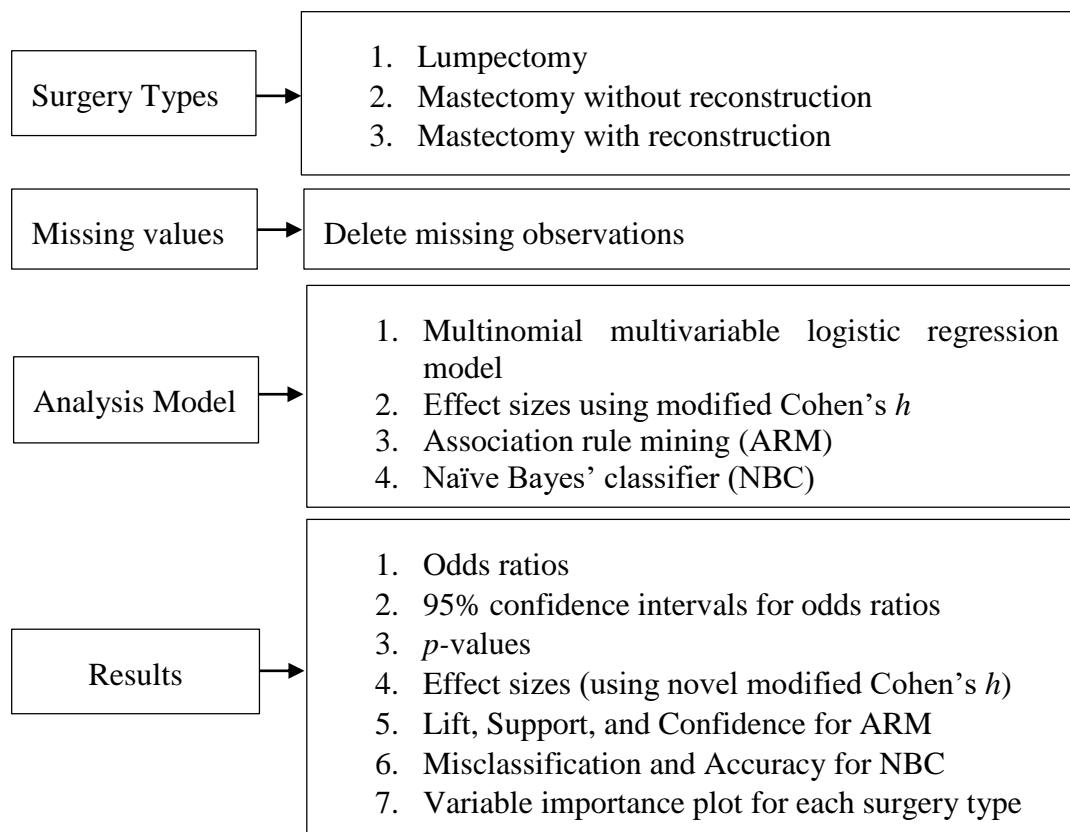 Surgery Types
1. Lumpectomy
2. Mastectomy without reconstruction
3. Mastectomy with reconstruction
Missing values
Delete missing observations
Analysis Model
1. Multinomial multivariable logistic regression
model
2. Effect sizes using modified Cohen’s h
3. Association rule mining (ARM)
4. Naïve Bayes’ classifier (NBC)
Results
1. Odds ratios
2. 95% confidence intervals for odds ratios
3. p-values
4. Effect sizes (using novel modified Cohen’s h)
5. Lift, Support, and Confidence for ARM
6. Misclassification and Accuracy for NBC
7. Variable importance plot for each surgery type